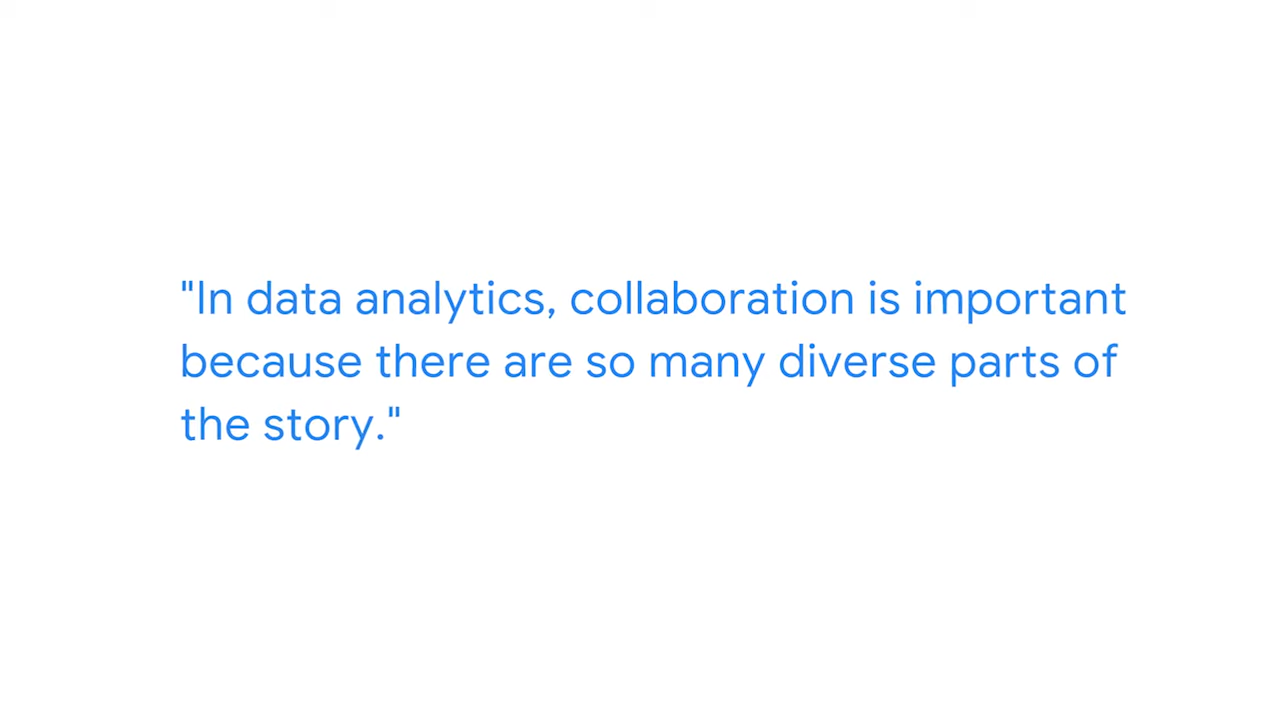 "In data analytics, collaboration is important
because there are so many diverse parts of
the story."